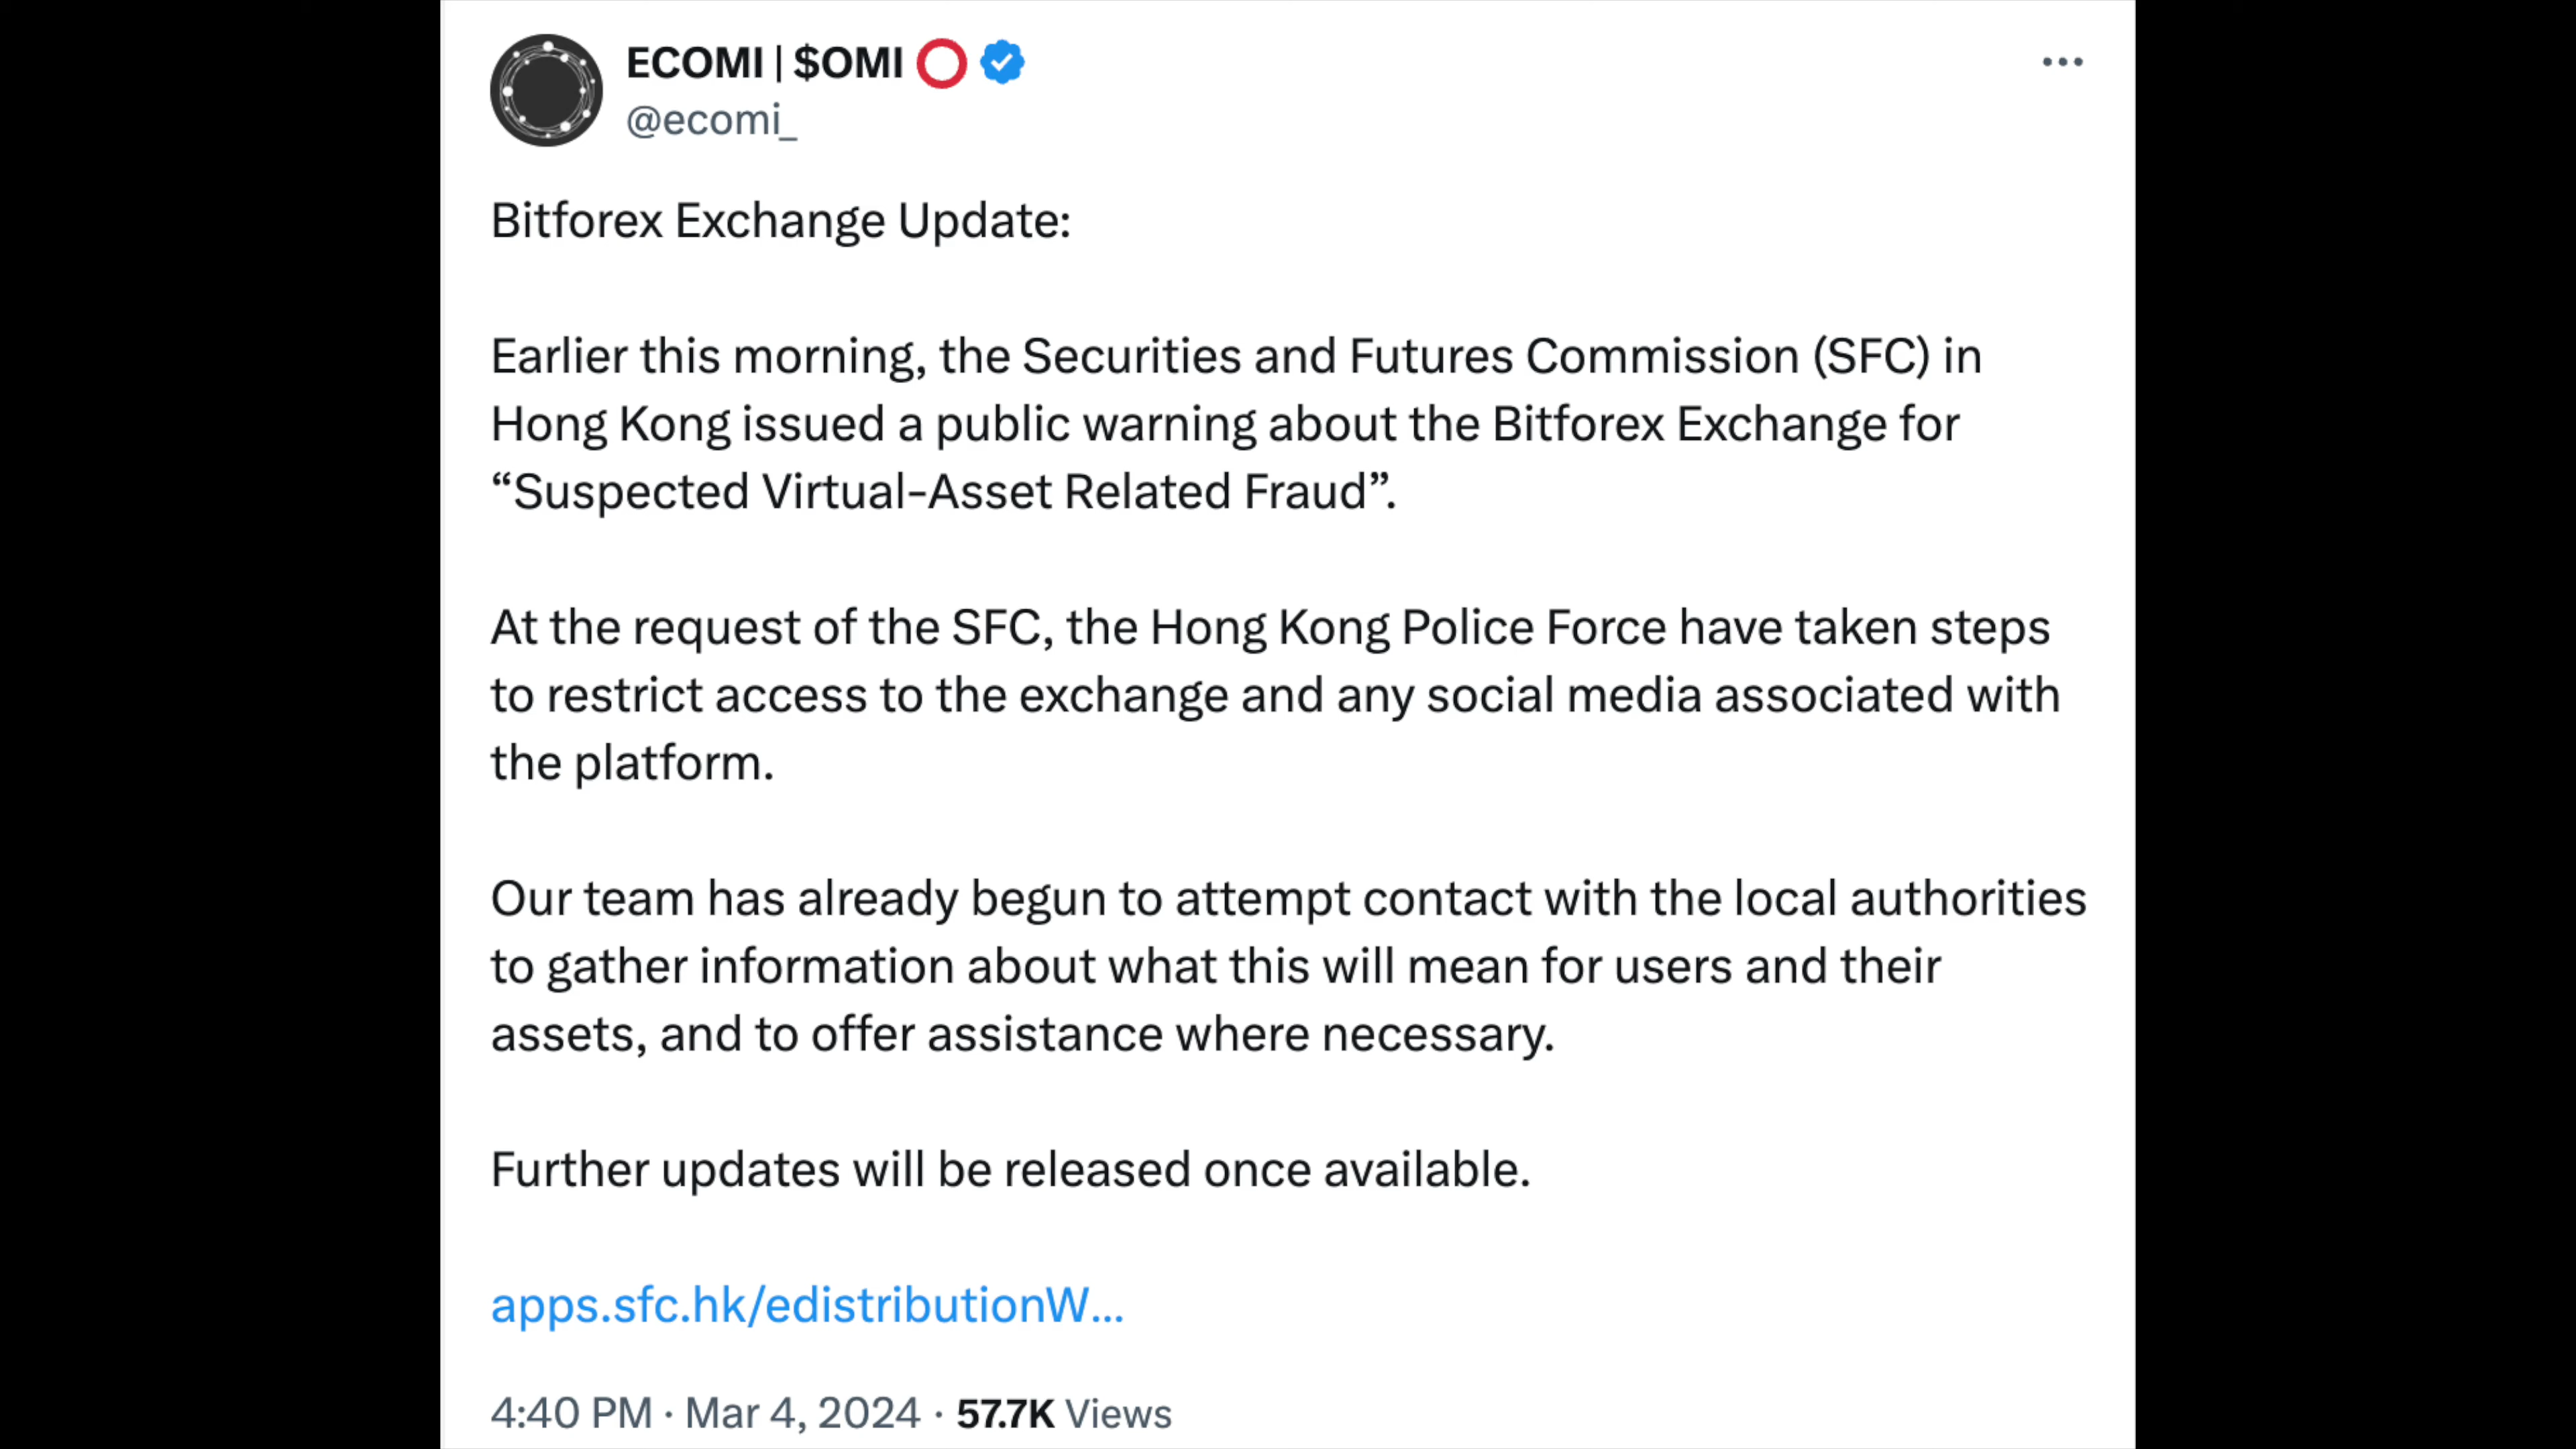 ECOMI | $OMI
@ecomi_
Bitforex Exchange Update:
Earlier this morning, the Securities and Futures Commission (SFC) in
Hong Kong issued a public warning about the Bitforex Exchange for
“Suspected Virtual-Asset Related Fraud”.
At the request of the SFC, the Hong Kong Police Force have taken steps
to restrict access to the exchange and any social media associated with
the platform.
Our team has already begun to attempt contact with the local authorities
to gather information about what this will mean for users and their
assets, and to offer assistance where necessary.
Further updates will be released once available.
apps.sfc.hk/edistributionW...
4:40 PM · Mar 4, 2024 · 57.7K Views